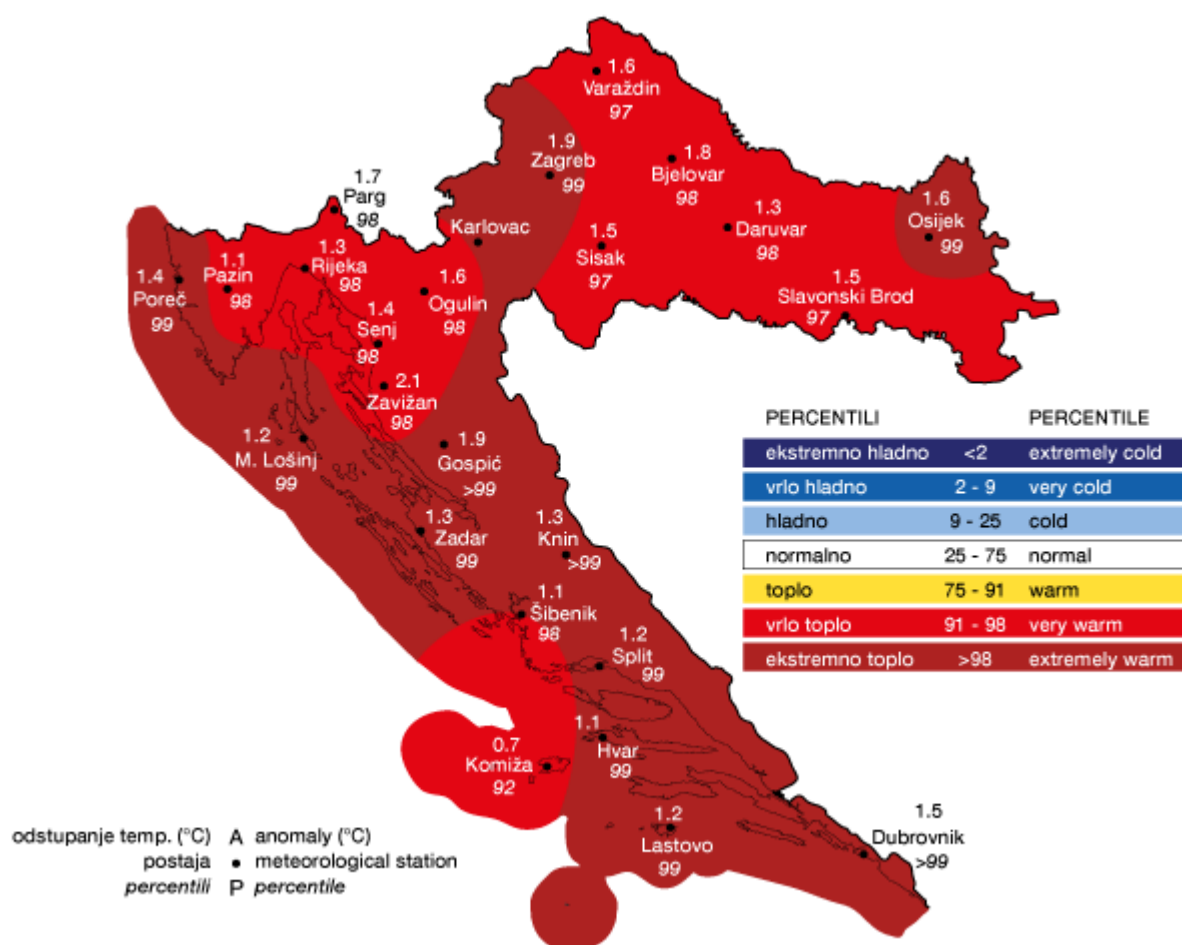 1.6
Varaždin
97
1.9
Zagreb
99
1.8
Bjelovar
98
1.7
Parg
98
1.6
Osijek
99
1.3
Daruvar
98
Karlovac
1.5
Sisak
97
1.4
Poreč
99
1.1
Pazin
98
1.3
Rijeka
98
1.6
Ogulin
98
1.5
Slavonski Brod
97
1.4
Senj
98
2.1
Zavižan
98
1.2
M. Lošinj
99
1.9
Gospić
>99
1.3
Zadar
99
1.3
Knin
>99
1.1
Šibenik
98
1.2
Split
99
1.1
Hvar
99
0.7
Komiža
92
1.2
Lastovo
99
1.5
Dubrovnik
>99
PERCENTILI PERCENTILE
ekstremno hladno <2 extremely cold
vrlo hladno 2 - 9 very cold
hladno 9 - 25 cold
normalno 25 - 75 normal
toplo 75 - 91 warm
vrlo toplo 91 - 98 very warm
ekstremno toplo >98 extremely warm
odstupanje temp. (°C) A anomaly (°C)
postaja • meteorological station
percentili P percentile